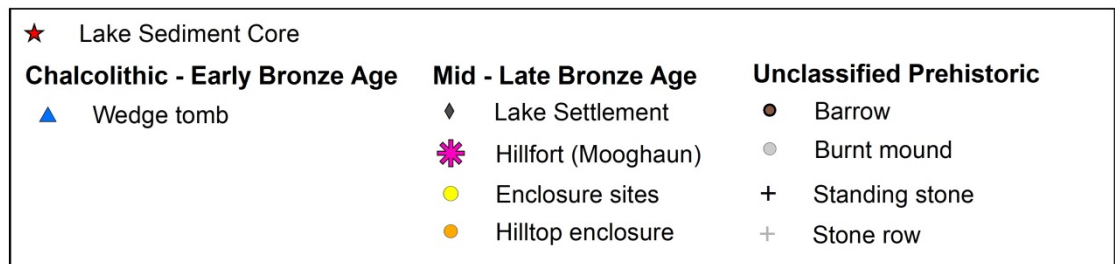 Lake Sediment Core
Chalcolithic - Early Bronze Age
Wedge tomb
Mid - Late Bronze Age
Lake Settlement
Hillfort (Mooghaun)
Enclosure sites
Hilltop enclosure
Unclassified Prehistoric
Barrow
Burnt mound
Standing stone
Stone row